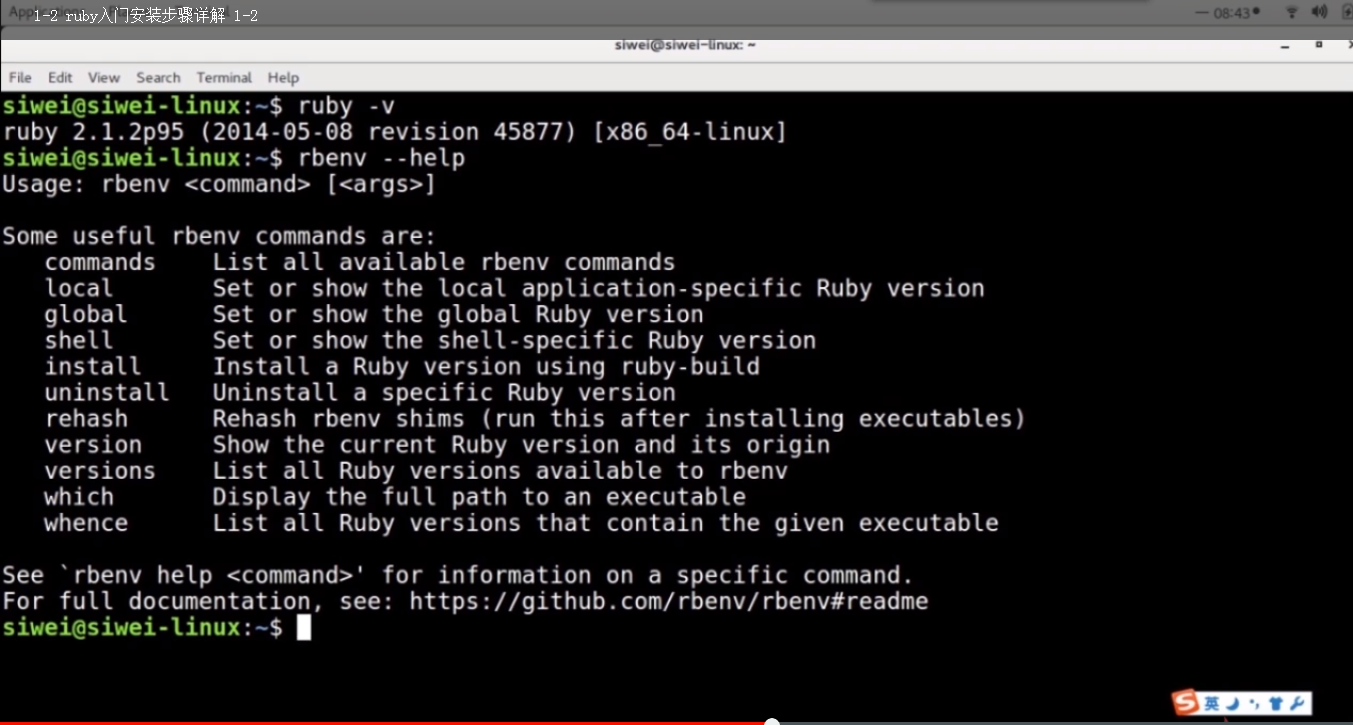 1-2 ruby入门安装步骤详解 1-2
08:43
siwei@siwei-linux: ~
File Edit View Search Terminal Help
siwei@siwei-linux:~$ ruby -v
ruby 2.1.2p95 (2014-05-08 revision 45877) [x86_64-linux]
siwei@siwei-linux:~$ rbenv --help
Usage: rbenv <command> [<args>]
Some useful rbenv commands are:
commands List all available rbenv commands
local Set or show the local application-specific Ruby version
global Set or show the global Ruby version
shell Set or show the shell-specific Ruby version
install Install a Ruby version using ruby-build
uninstall Uninstall a specific Ruby version
rehash Rehash rbenv shims (run this after installing executables)
version Show the current Ruby version and its origin
versions List all Ruby versions available to rbenv
which Display the full path to an executable
whence List all Ruby versions that contain the given executable
See `rbenv help <command>' for information on a specific command.
For full documentation, see: https://github.com/rbenv/rbenv#readme
siwei@siwei-linux:~$
英